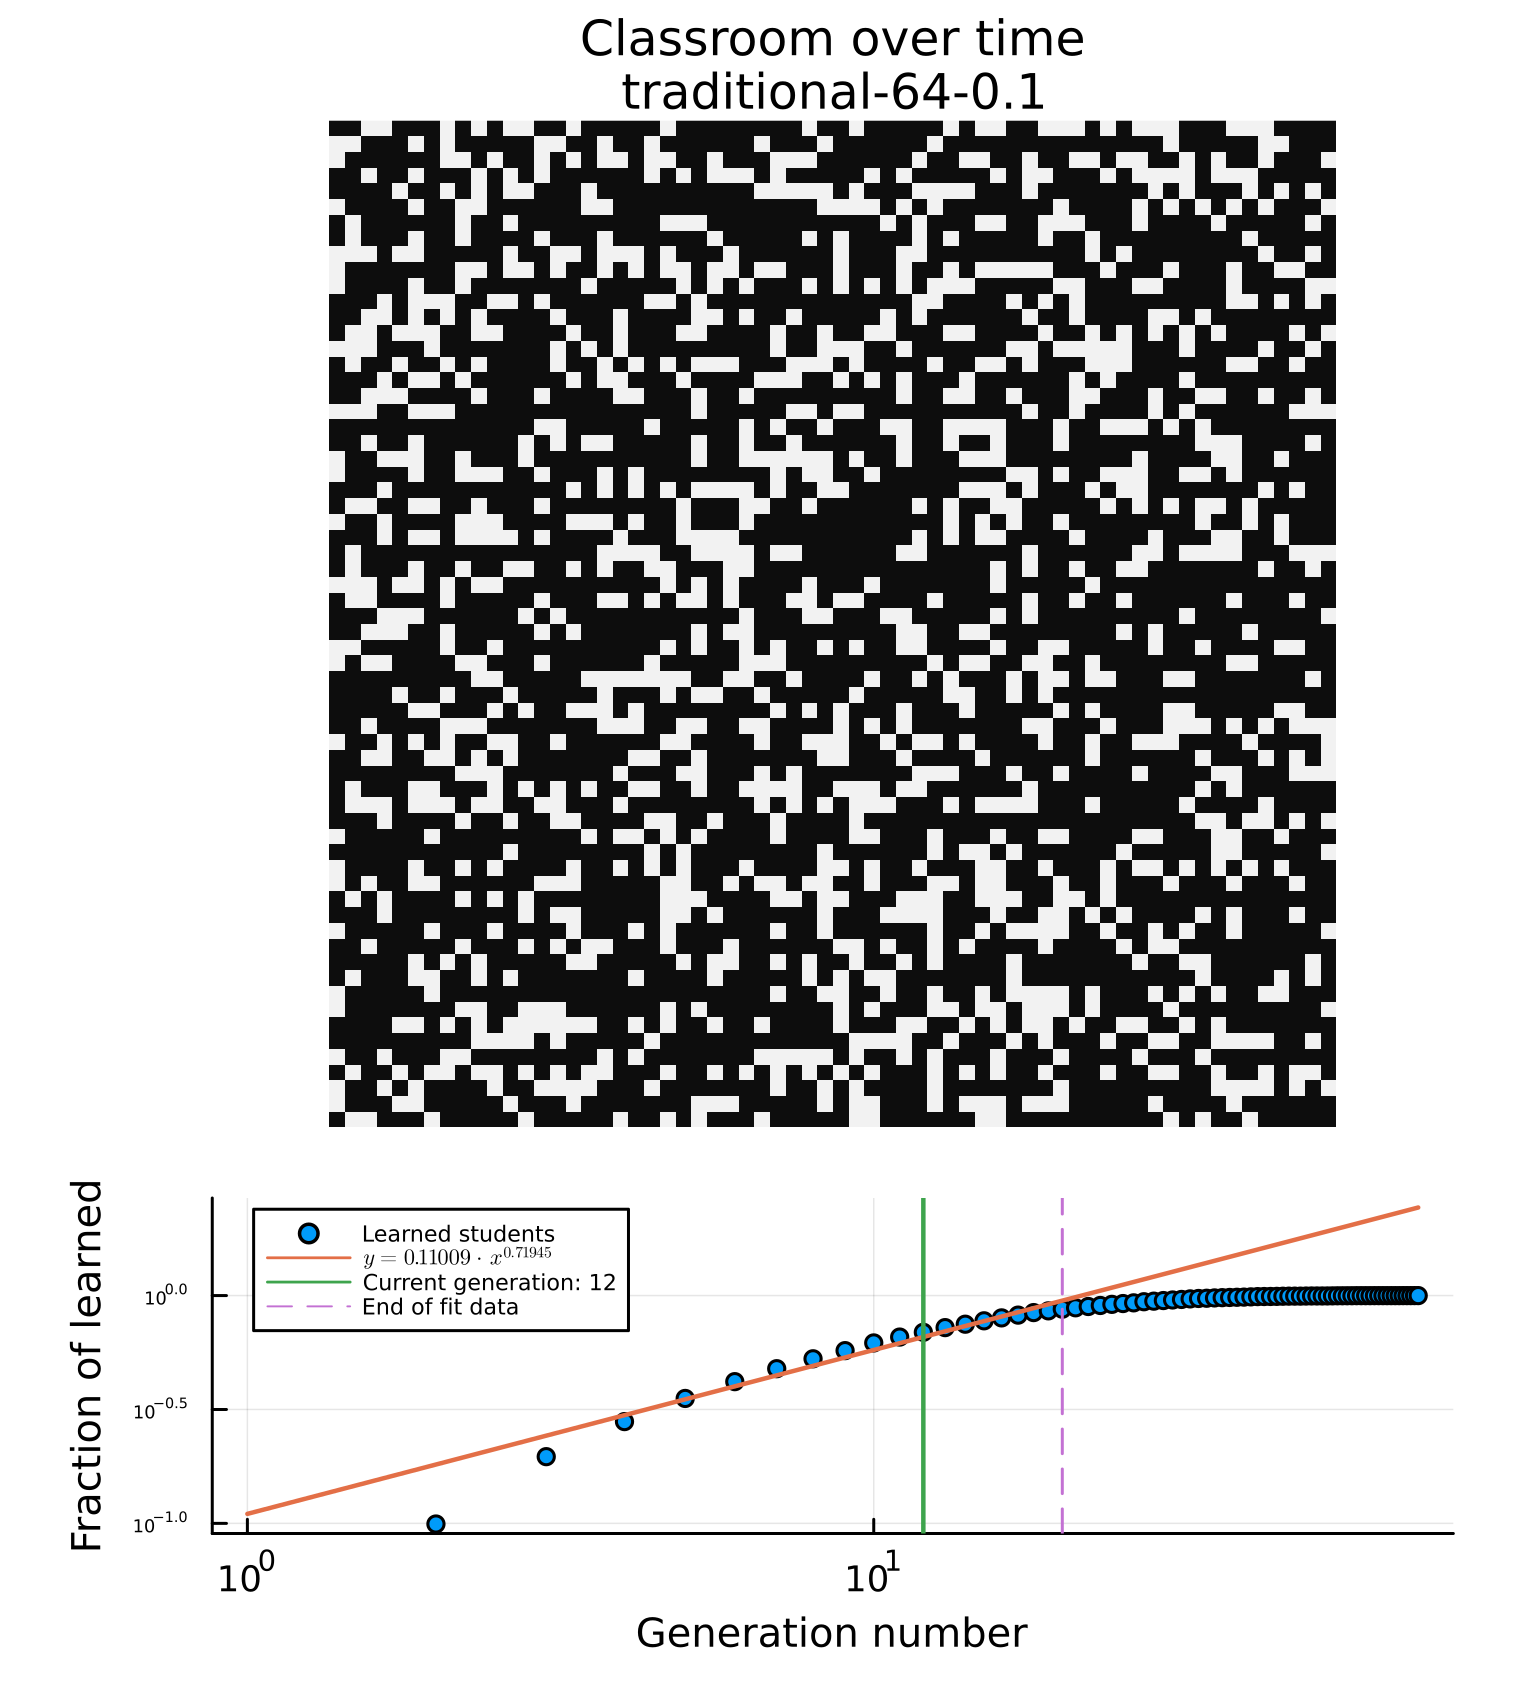 Classroom over time
traditional-64-0.1
Fraction of learned
Learned students
y = 0.11009 · x^0.71945
Current generation: 12
End of fit data
10^0.0
10^−0.5
10^−1.0
10^0
10^1
Generation number